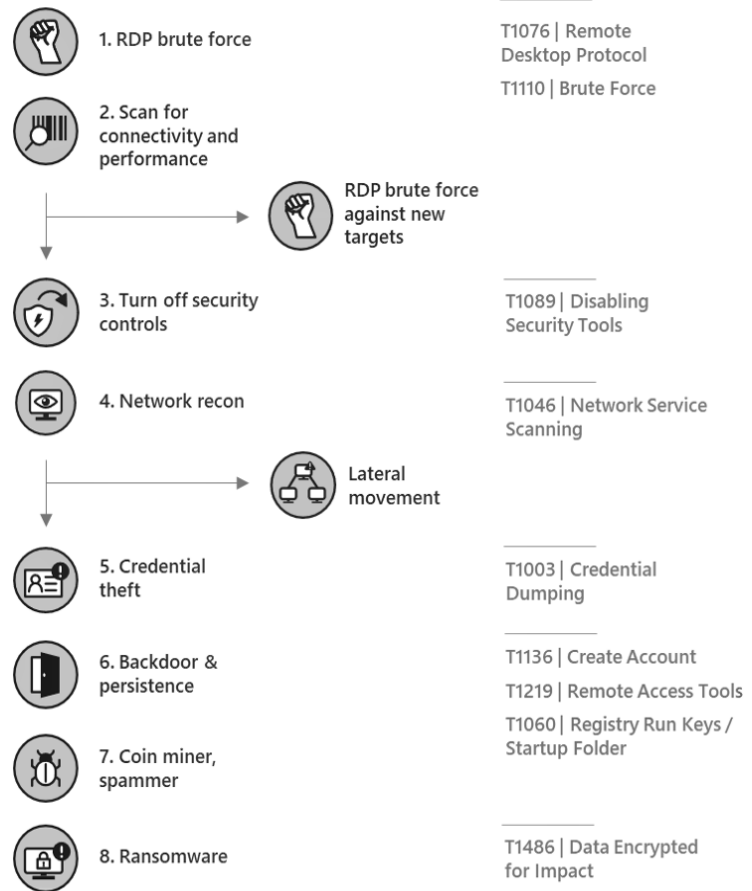 1. RDP brute force
T1076 | Remote
Desktop Protocol
T1110 | Brute Force
2. Scan for
connectivity and
performance
RDP brute force
against new
targets
3. Turn off security
controls
T1089 | Disabling
Security Tools
4. Network recon
T1046 | Network Service
Scanning
Lateral
movement
5. Credential
theft
T1003 | Credential
Dumping
6. Backdoor &
persistence
T1136 | Create Account
T1219 | Remote Access Tools
T1060 | Registry Run Keys /
Startup Folder
7. Coin miner,
spammer
8. Ransomware
T1486 | Data Encrypted
for Impact